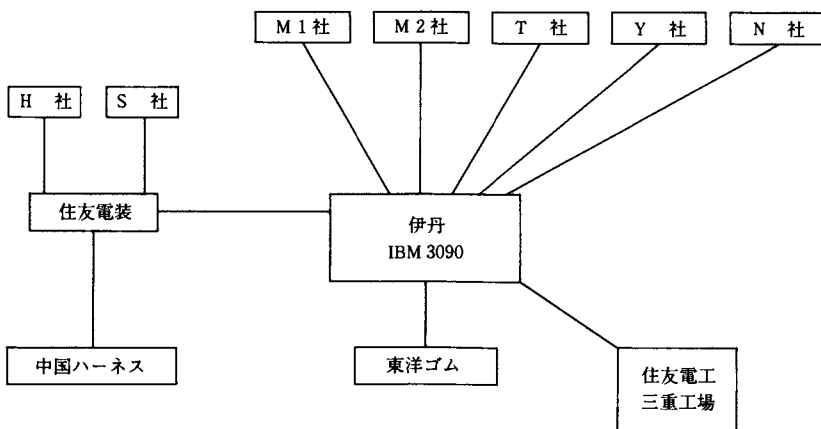 M 1 社
M 2 社
T 社
Y 社
N 社
H 社
S 社
住友電装
伊丹
IBM 3090
中国ハーネス
東洋ゴム
住友電工
三重工場